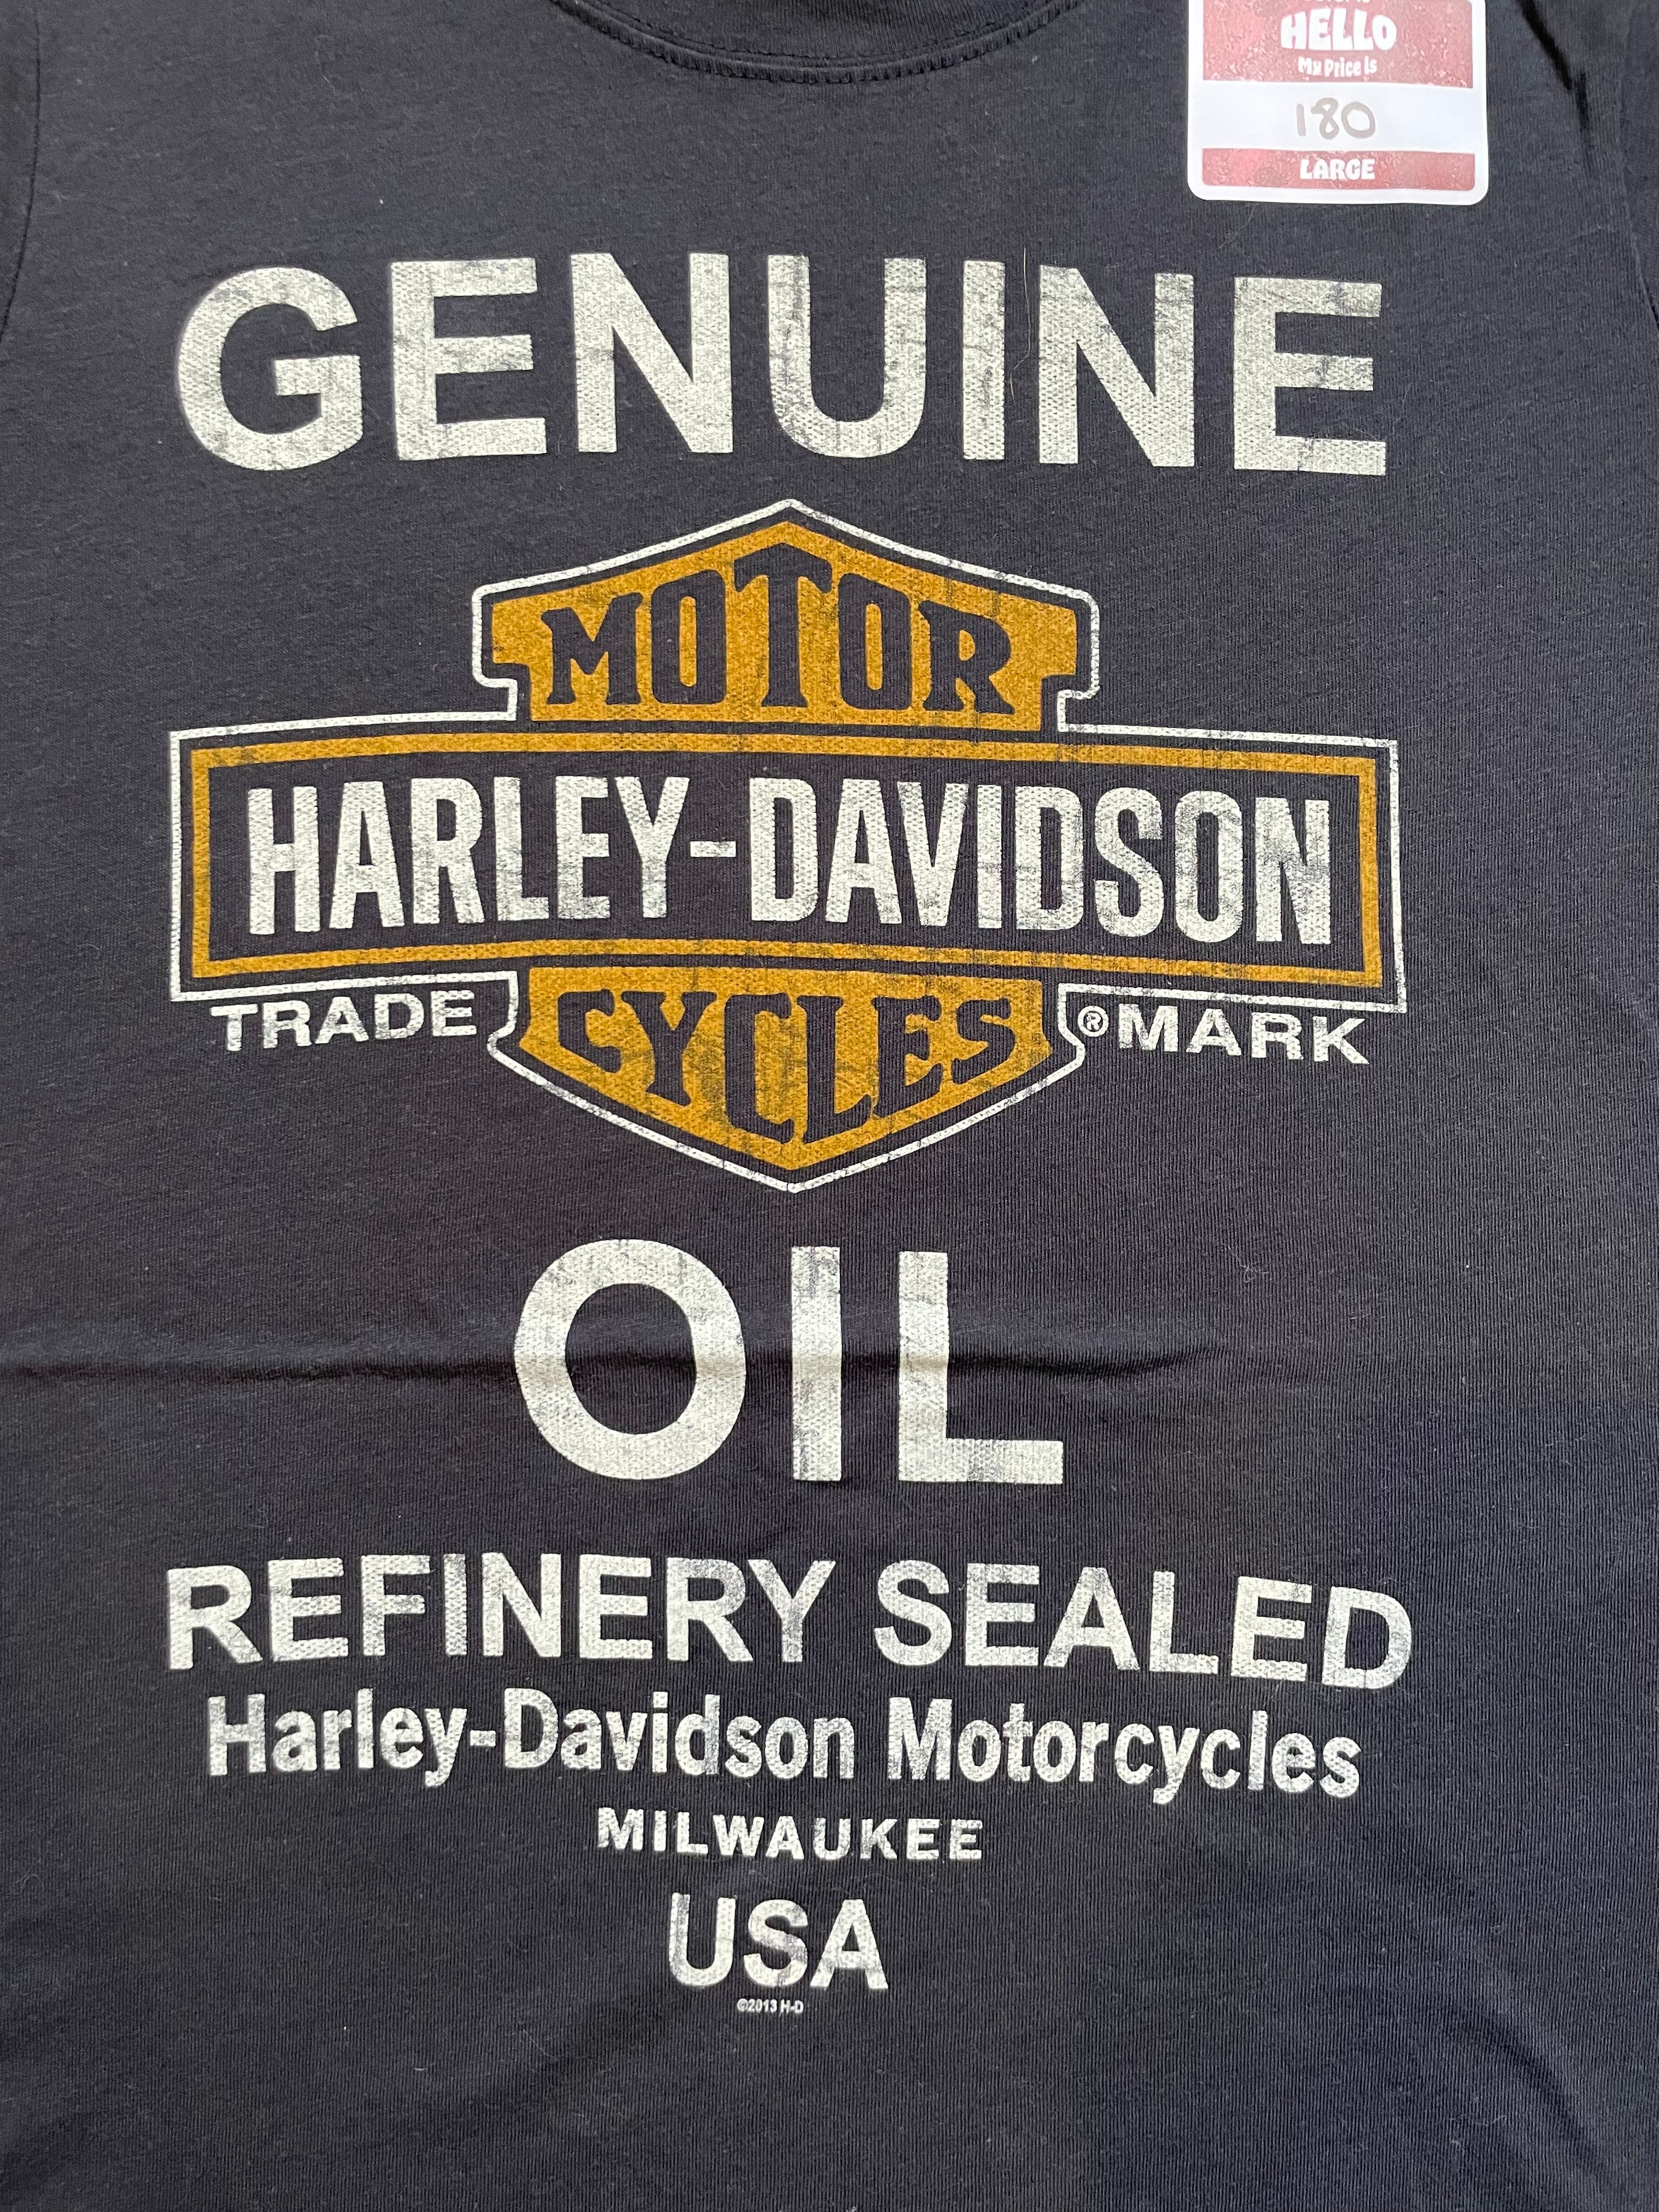 HELLO
My Price Is
180
LARGE
GENUINE
MOTOR
HARLEY-DAVIDSON
TRADE CYCLES ® MARK
OIL
REFINERY SEALED
Harley-Davidson Motorcycles
MILWAUKEE
USA
©2013 H-D